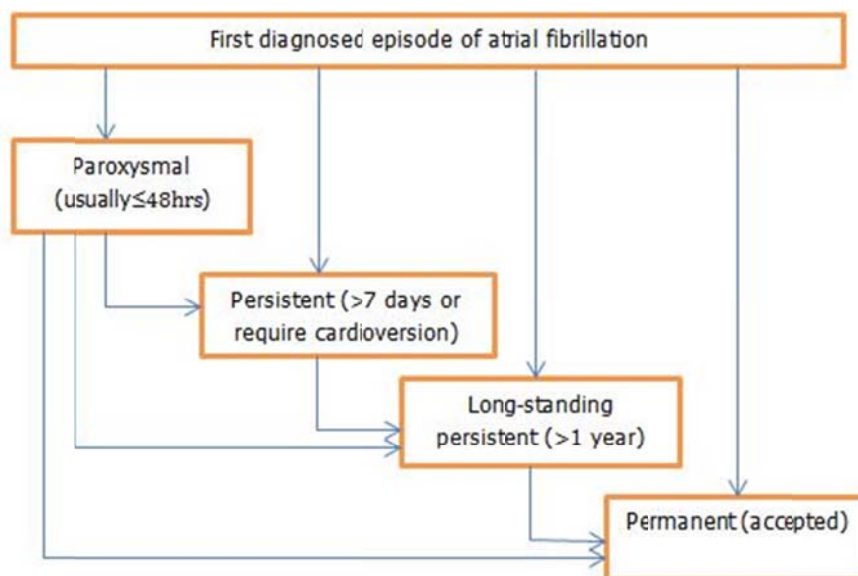 First diagnosed episode of atrial fibrillation
Paroxysmal
(usually≤48hrs)
Persistent (>7 days or
require cardioversion)
Long-standing
persistent (>1 year)
Permanent (accepted)